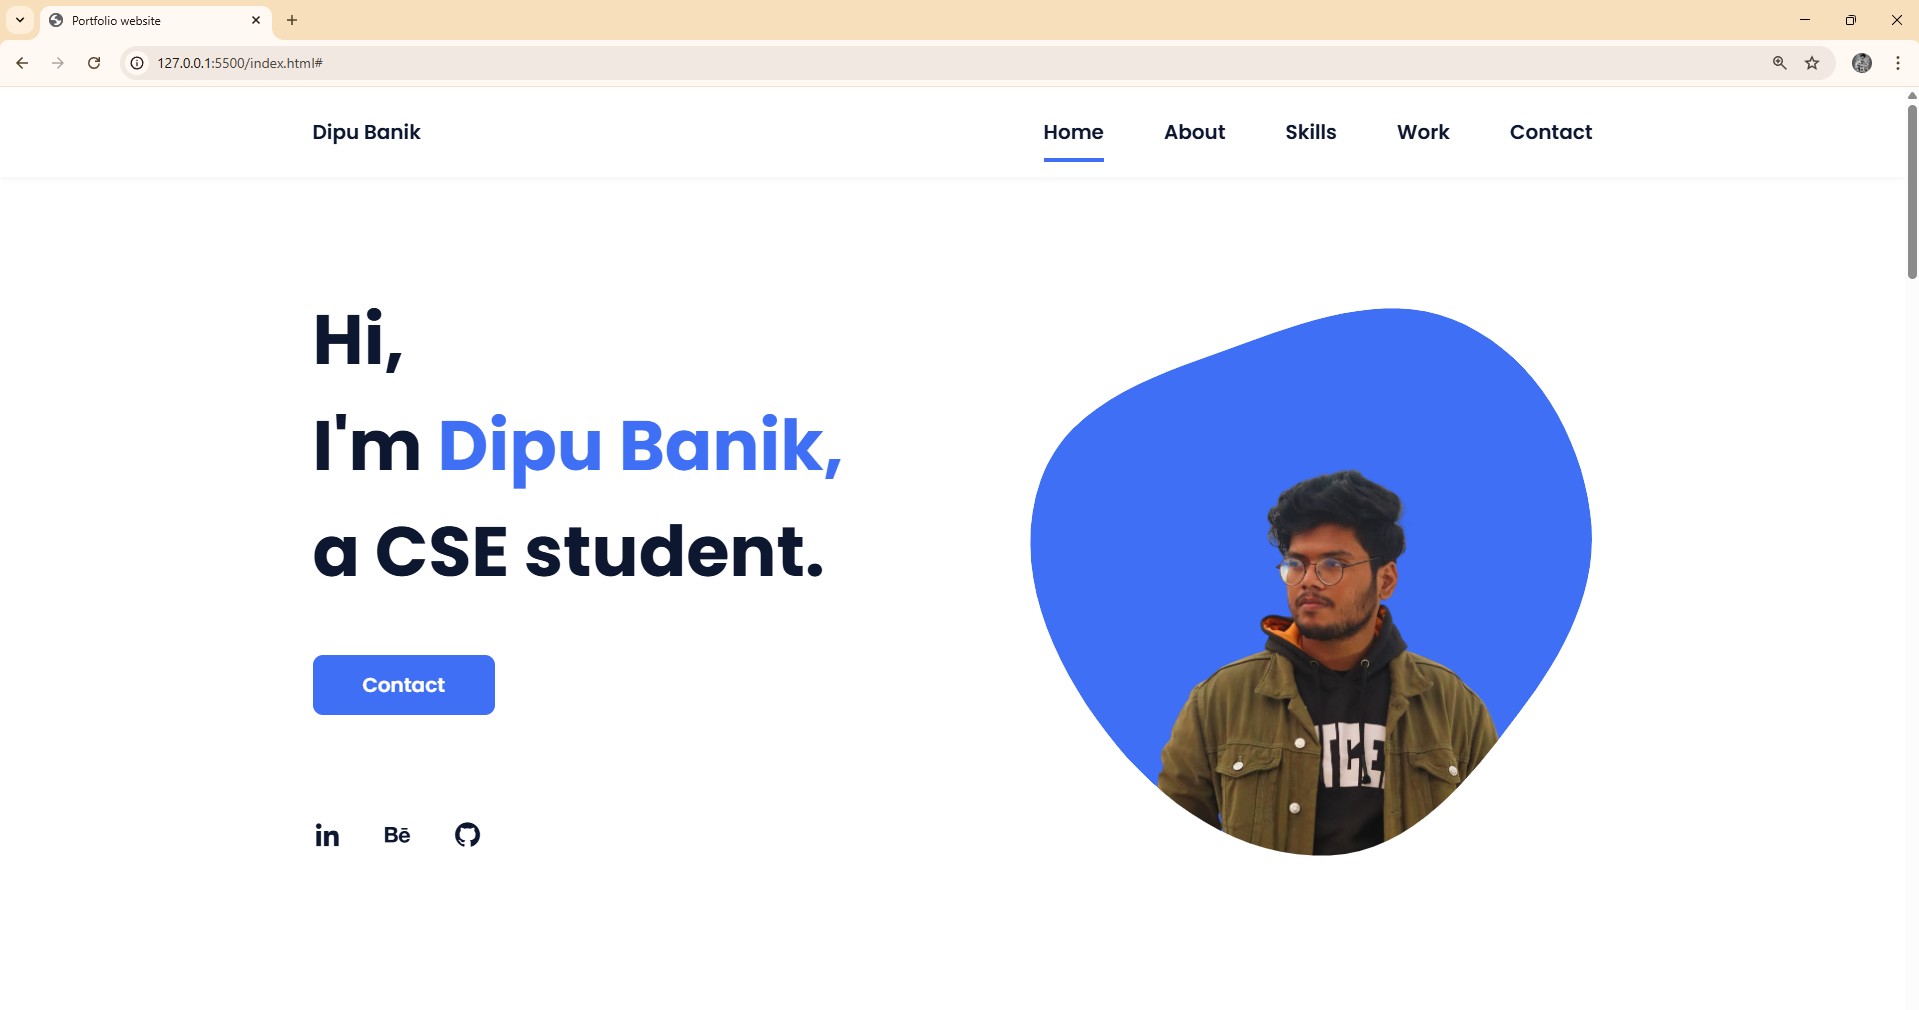 Portfolio website
127.0.0.1:5500/index.html#
Dipu Banik
Home About Skills Work Contact
Hi,
I'm Dipu Banik,
a CSE student.
Contact
in Bē